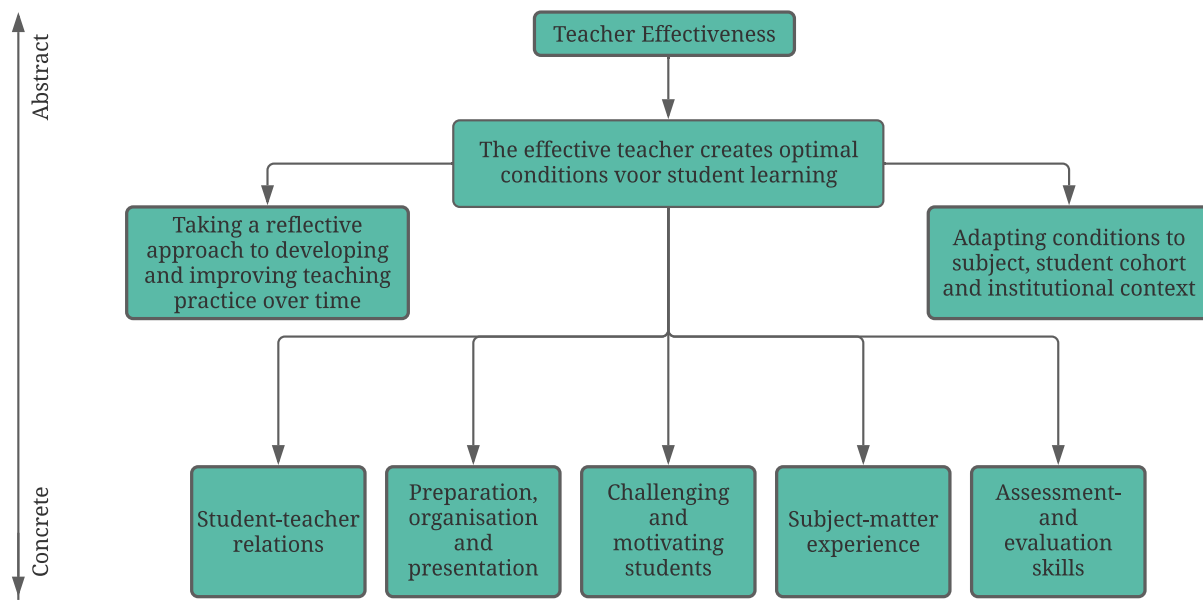 Teacher Effectiveness
Abstract
The effective teacher creates optimal
conditions voor student learning
Taking a reflective
approach to developing
and improving teaching
practice over time
Adapting conditions to
subject, student cohort
and institutional context
Concrete
Student-teacher
relations
Preparation,
organisation
and
presentation
Challenging
and
motivating
students
Subject-matter
experience
Assessment-
and
evaluation
skills